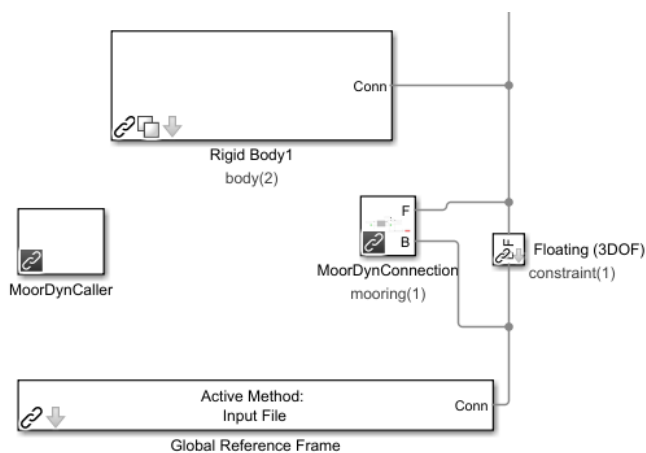 Conn
Rigid Body1
body(2)
F
B
MoorDynCaller
MoorDynConnection
mooring(1)
F
Floating (3DOF)
constraint(1)
Active Method:
Input File
Conn
Global Reference Frame